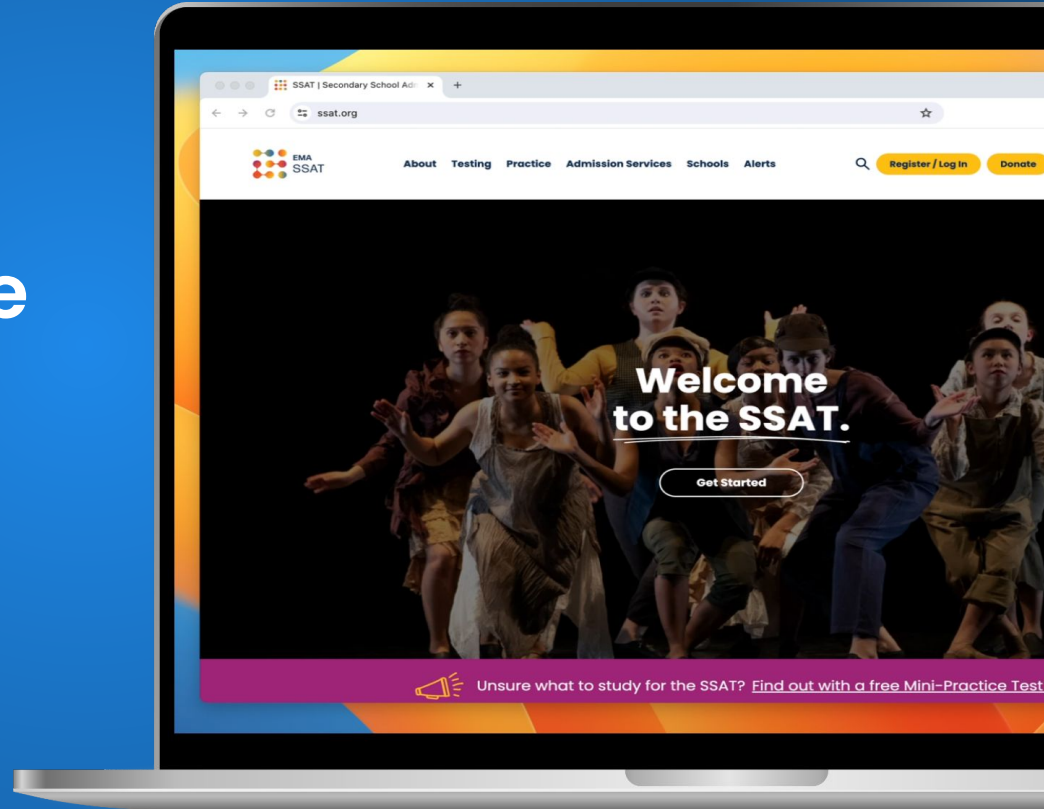 e
SSAT | Secondary School Adm
ssat.org
EMA
SSAT
About Testing Practice Admission Services Schools Alerts
Register / Log In
Donate
Welcome
to the SSAT.
Get Started
Unsure what to study for the SSAT? Find out with a free Mini-Practice Test